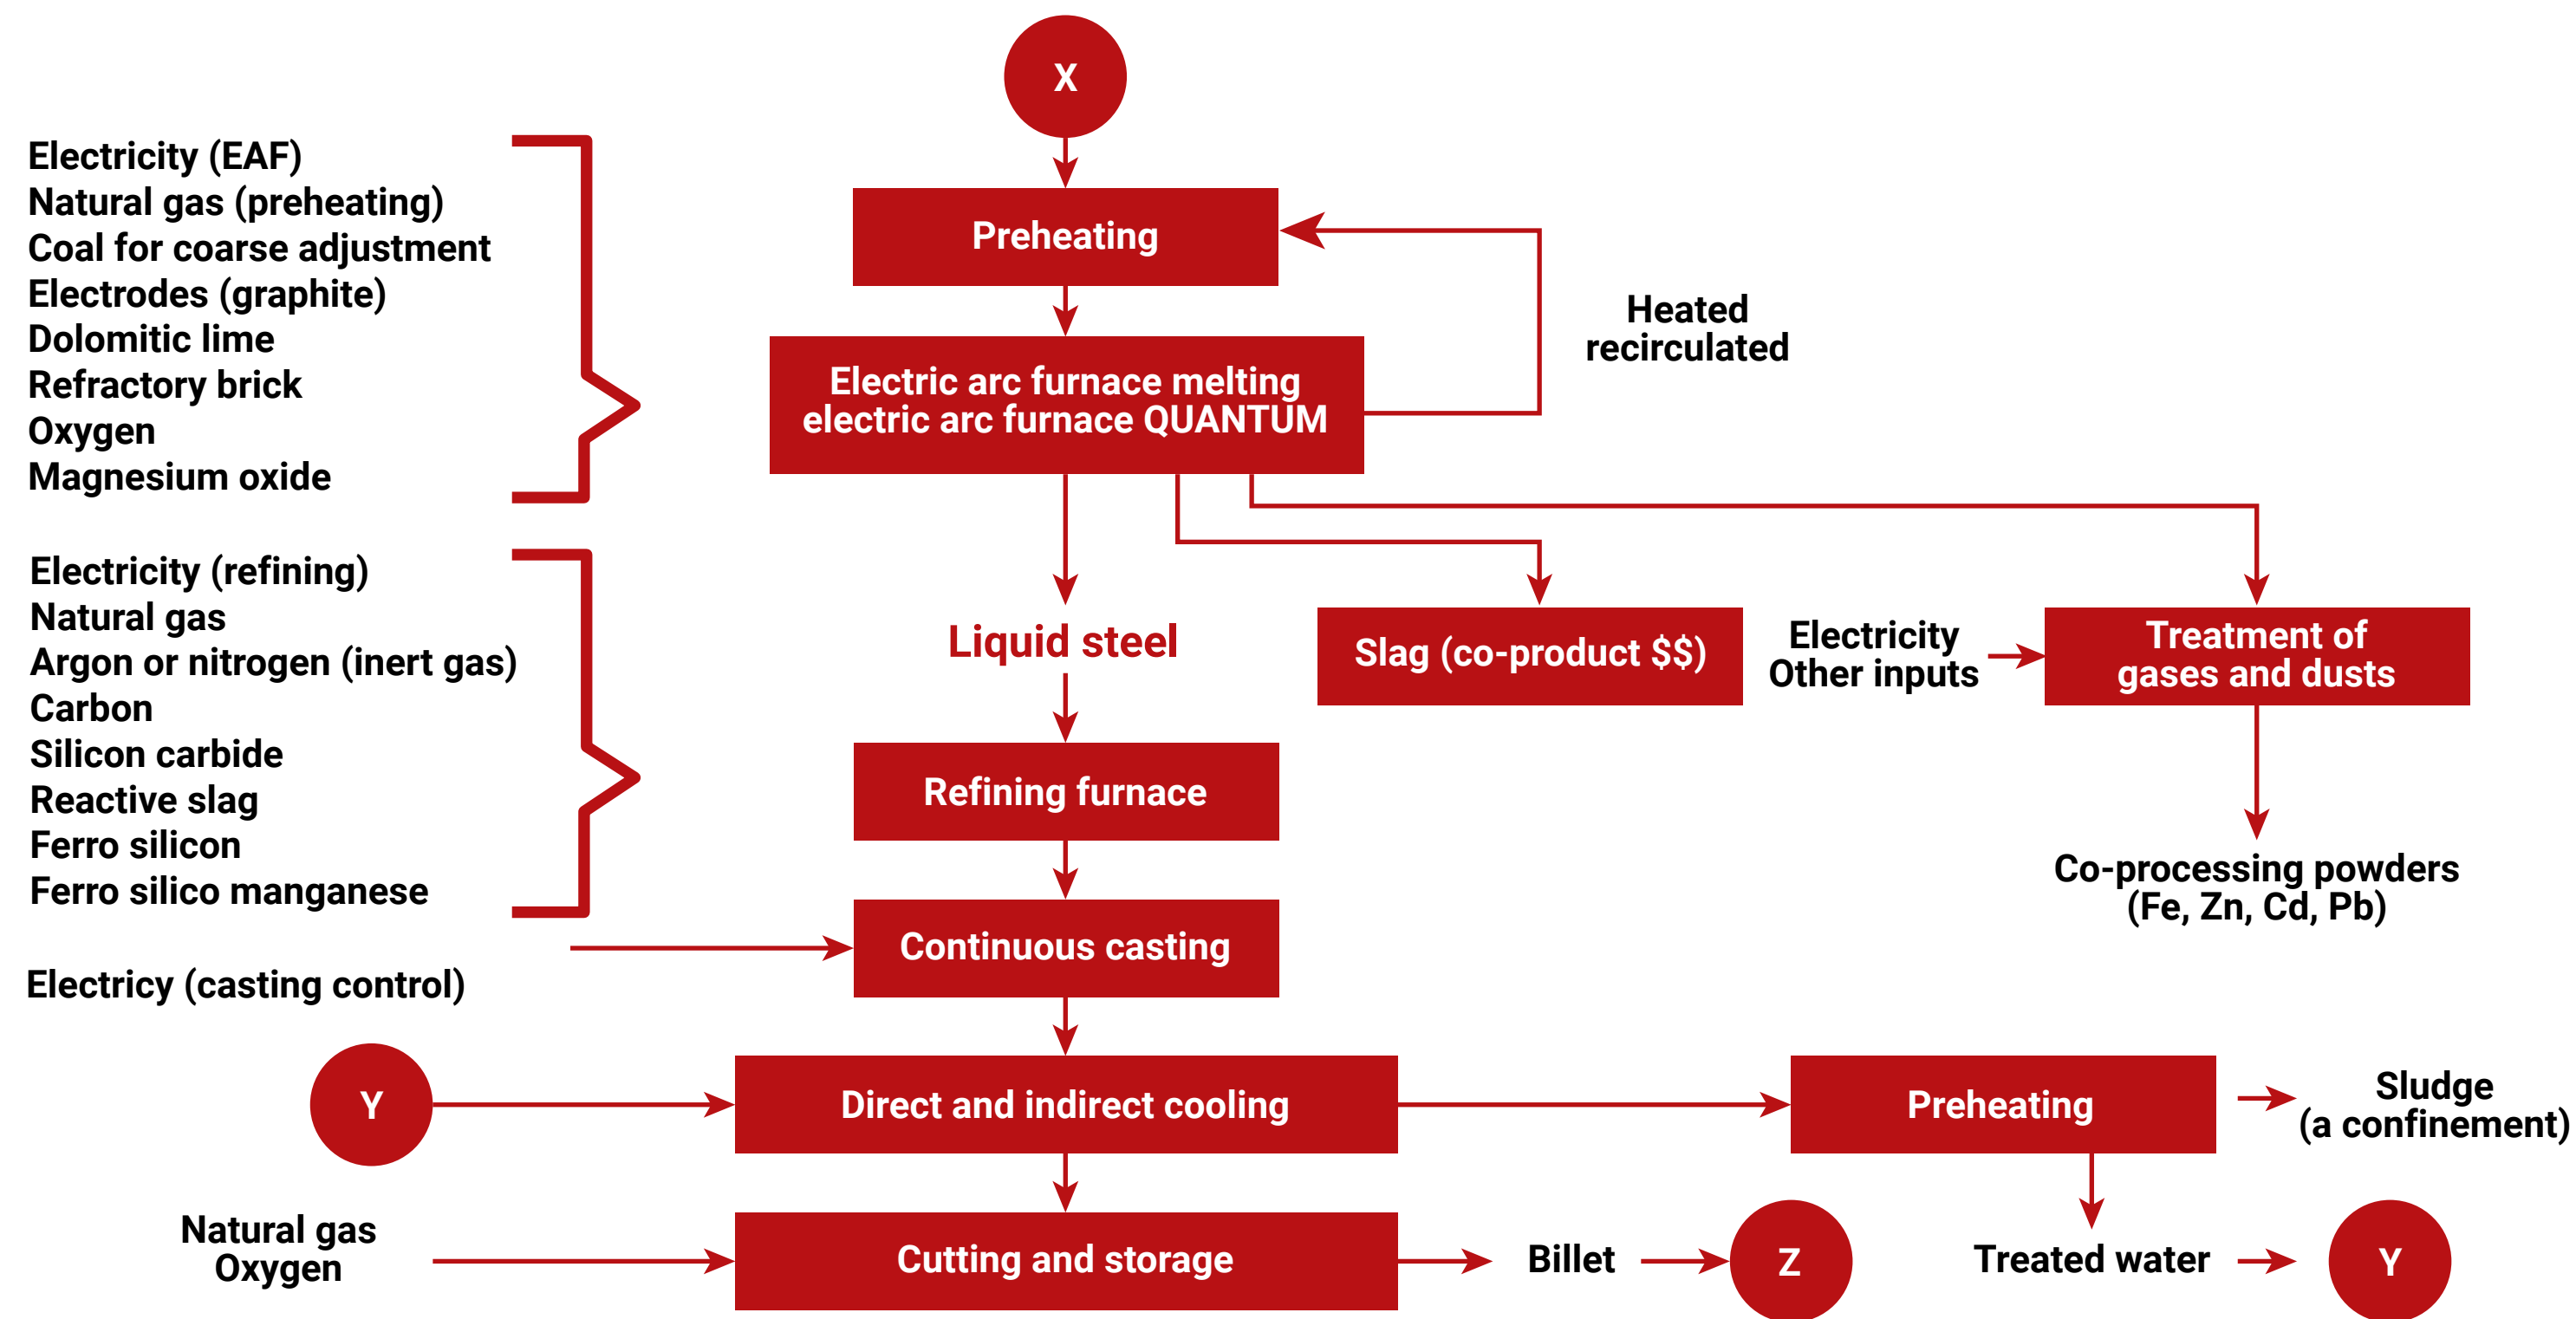 X
Electricity (EAF)
Natural gas (preheating)
Coal for coarse adjustment
Electrodes (graphite)
Dolomitic lime
Refractory brick
Oxygen
Magnesium oxide
Preheating
Heated
recirculated
Electric arc furnace melting
electric arc furnace QUANTUM
Electricity (refining)
Natural gas
Argon or nitrogen (inert gas)
Carbon
Silicon carbide
Reactive slag
Ferro silicon
Ferro silico manganese
Liquid steel
Slag (co-product $$)
Electricity
Other inputs
Treatment of
gases and dusts
Refining furnace
Co-processing powders
(Fe, Zn, Cd, Pb)
Continuous casting
Electricy (casting control)
Y
Direct and indirect cooling
Preheating
Sludge
(a confinement)
Natural gas
Oxygen
Cutting and storage
Billet
Z
Treated water
Y